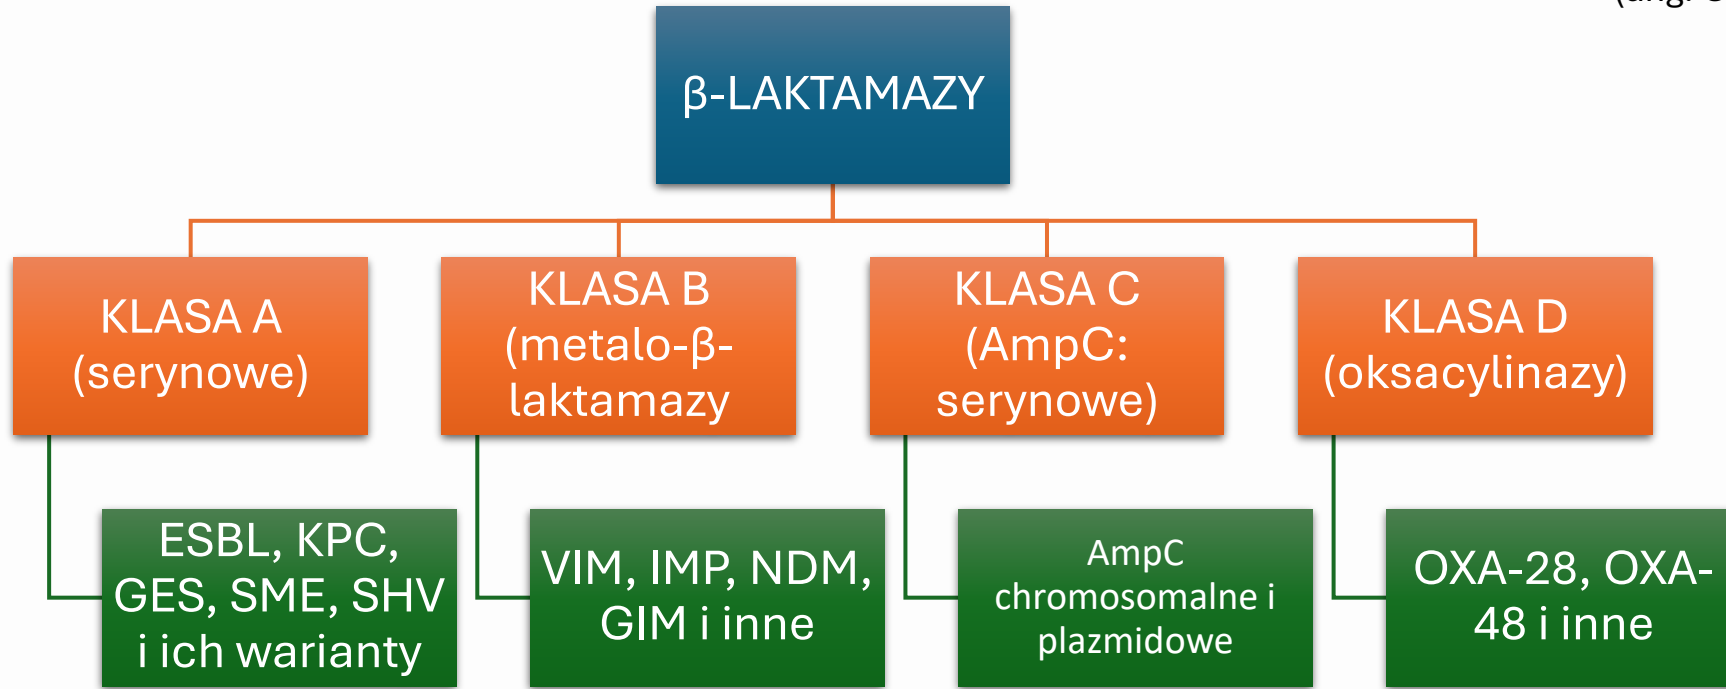 (ang.
β-LAKTAMAZY
KLASA A
(serynowe)
KLASA B
(metalo-β-
laktamazy
KLASA C
(AmpC:
serynowe)
KLASA D
(oksacylinazy)
ESBL, KPC,
GES, SME, SHV
i ich warianty
VIM, IMP, NDM,
GIM i inne
AmpC
chromosomalne i
plazmidowe
OXA-28, OXA-
48 i inne